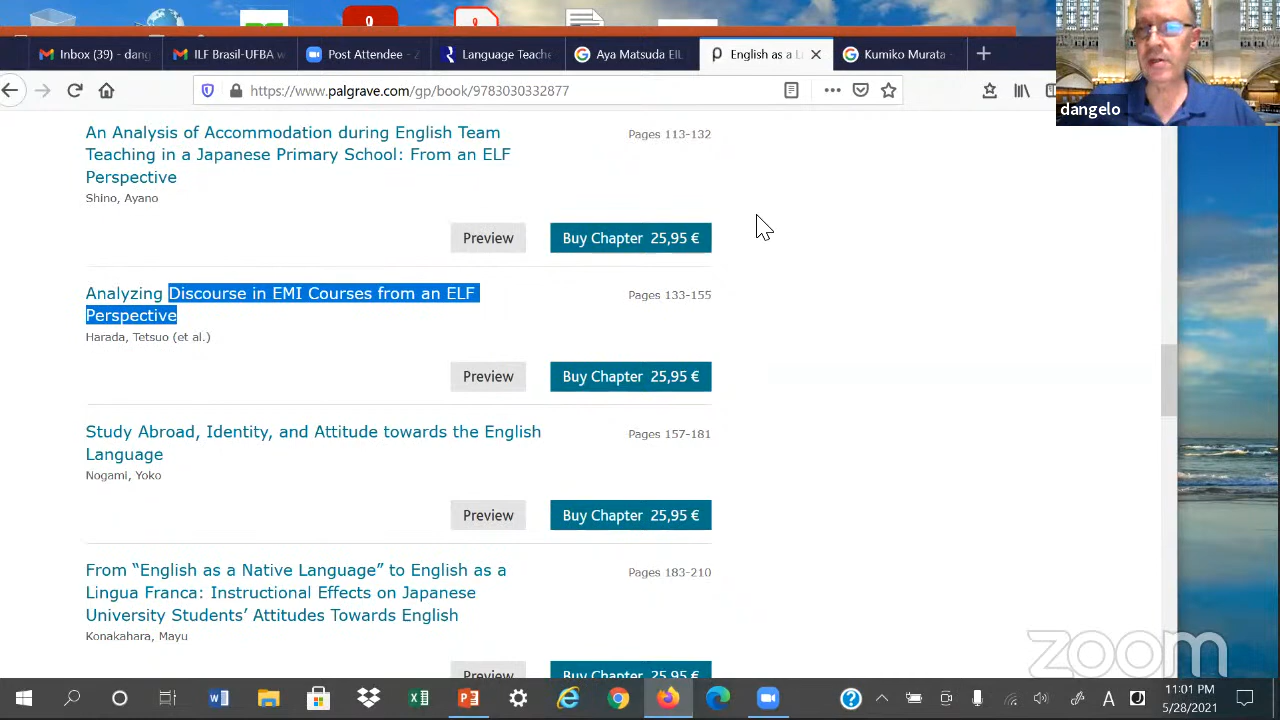 Inbox (39) - dang
ILF Brasil-UFBA w
Post Attendee - Z
Language Teache
Aya Matsuda EIL
English as a Li
Kumiko Murata -
https://www.palgrave.com/gp/book/9783030332877
dangelo
An Analysis of Accommodation during English Team
Teaching in a Japanese Primary School: From an ELF
Perspective
Pages 113-132
Shino, Ayano
Preview
Buy Chapter 25,95 €
Analyzing Discourse in EMI Courses from an ELF
Perspective
Pages 133-155
Harada, Tetsuo (et al.)
Preview
Buy Chapter 25,95 €
Study Abroad, Identity, and Attitude towards the English
Language
Pages 157-181
Nogami, Yoko
Preview
Buy Chapter 25,95 €
From “English as a Native Language” to English as a
Lingua Franca: Instructional Effects on Japanese
University Students’ Attitudes Towards English
Pages 183-210
Konakahara, Mayu
Preview
Buy Chapter 25,95 €
zoom
A
11:01 PM
5/28/2021